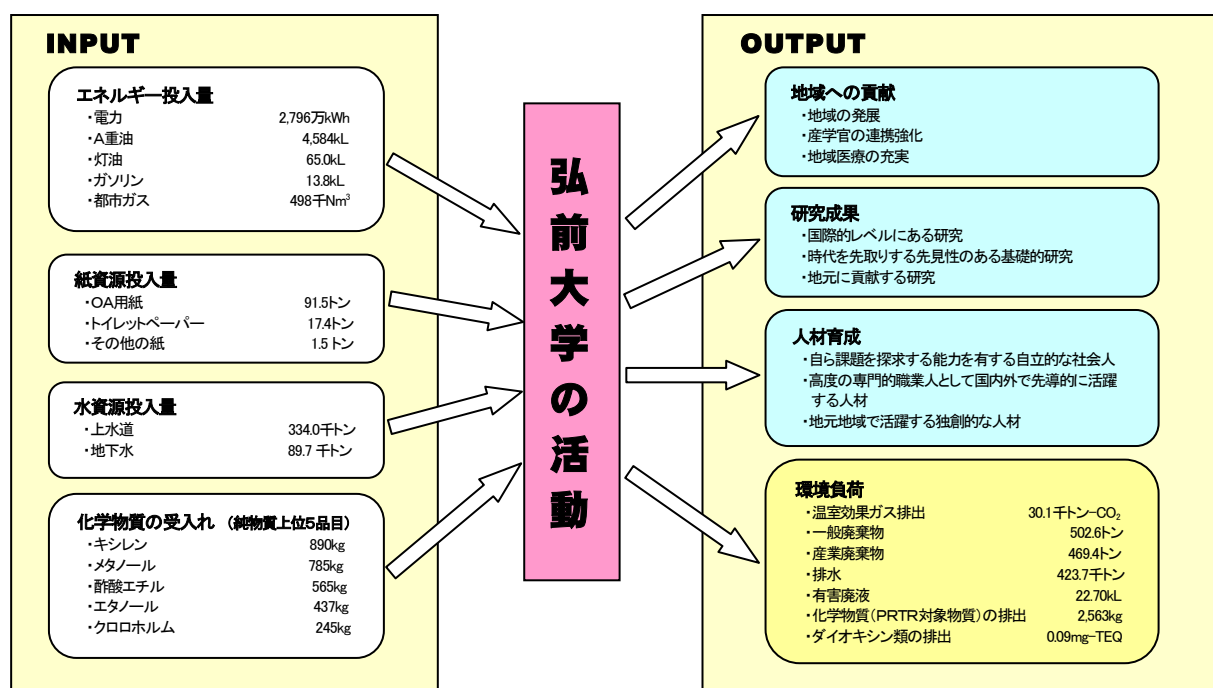 INPUT
エネルギー投入量
・電力 2,796万kWh
・A重油 4,584kL
・灯油 65.0kL
・ガソリン 13.8kL
・都市ガス 498千Nm³
紙資源投入量
・OA用紙 91.5トン
・トイレットペーパー 17.4トン
・その他の紙 1.5トン
水資源投入量
・上水道 334.0千トン
・地下水 89.7千トン
化学物質の受入れ (純物質上位5品目)
・キシレン 890kg
・メタノール 785kg
・酢酸エチル 565kg
・エタノール 437kg
・クロロホルム 245kg
弘前大学の活動
OUTPUT
地域への貢献
・地域の発展
・産学官の連携強化
・地域医療の充実
研究成果
・国際的レベルにある研究
・時代を先取りする先見性のある基礎的研究
・地元に貢献する研究
人材育成
・自ら課題を探求する能力を有する自立的な社会人
・高度の専門的職業人として国内外で先導的に活躍
する人材
・地元地域で活躍する独創的な人材
環境負荷
・温室効果ガス排出 30.1千トン-CO₂
・一般廃棄物 502.6トン
・産業廃棄物 469.4トン
・排水 423.7千トン
・有害廃液 22.70kL
・化学物質(PRTR対象物質)の排出 2,563kg
・ダイオキシン類の排出 0.09mg-TEQ